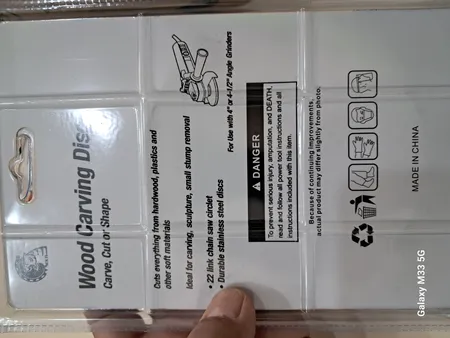 Wood Carving Disc
Carve, Cut or Shape
Cuts everything from hardwood, plastics and
other soft materials
Ideal for carving, sculpture, small stump removal
• 22 link chain saw circlet
• Durable stainless steel discs
For Use with 4" or 4-1/2" Angle Grinders
DANGER
To prevent serious injury, amputation, and DEATH,
read and follow all power tool instructions and all
instructions included with this item.
Because of continuing improvements,
actual product may differ slightly from photo.
MADE IN CHINA
Galaxy M33 5G